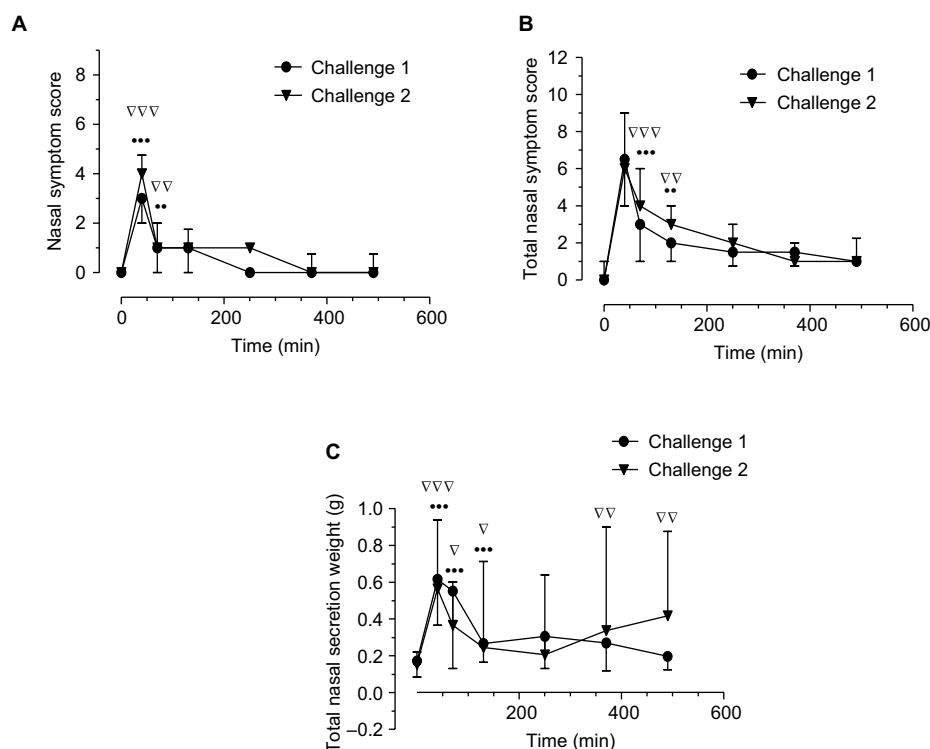 A
Nasal symptom score
8
6
4
2
0
0 200 400 600
Time (min)
Challenge 1
Challenge 2
B
Total nasal symptom score
12
10
8
6
4
2
0
0 200 400 600
Time (min)
Challenge 1
Challenge 2
C
Total nasal secretion weight (g)
1.0
0.8
0.6
0.4
0.2
0.0
–0.2
200 400 600
Time (min)
Challenge 1
Challenge 2